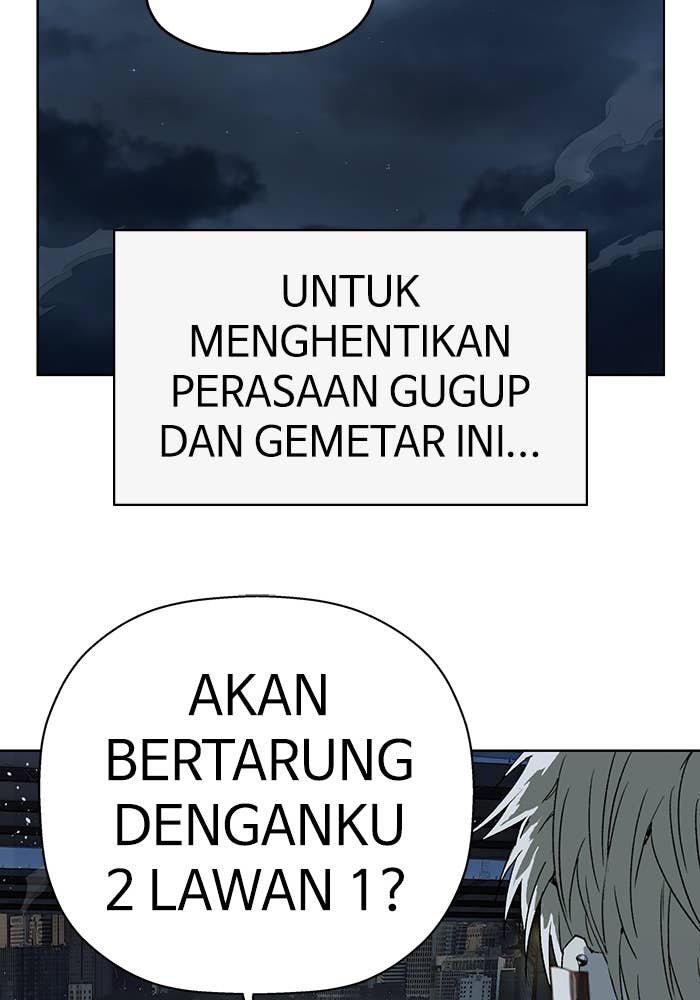 UNTUK
MENGHENTIKAN
PERASAAN GUGUP
DAN GEMETAR INI...
AKAN
BERTARUNG
DENGANKU
2 LAWAN 1?